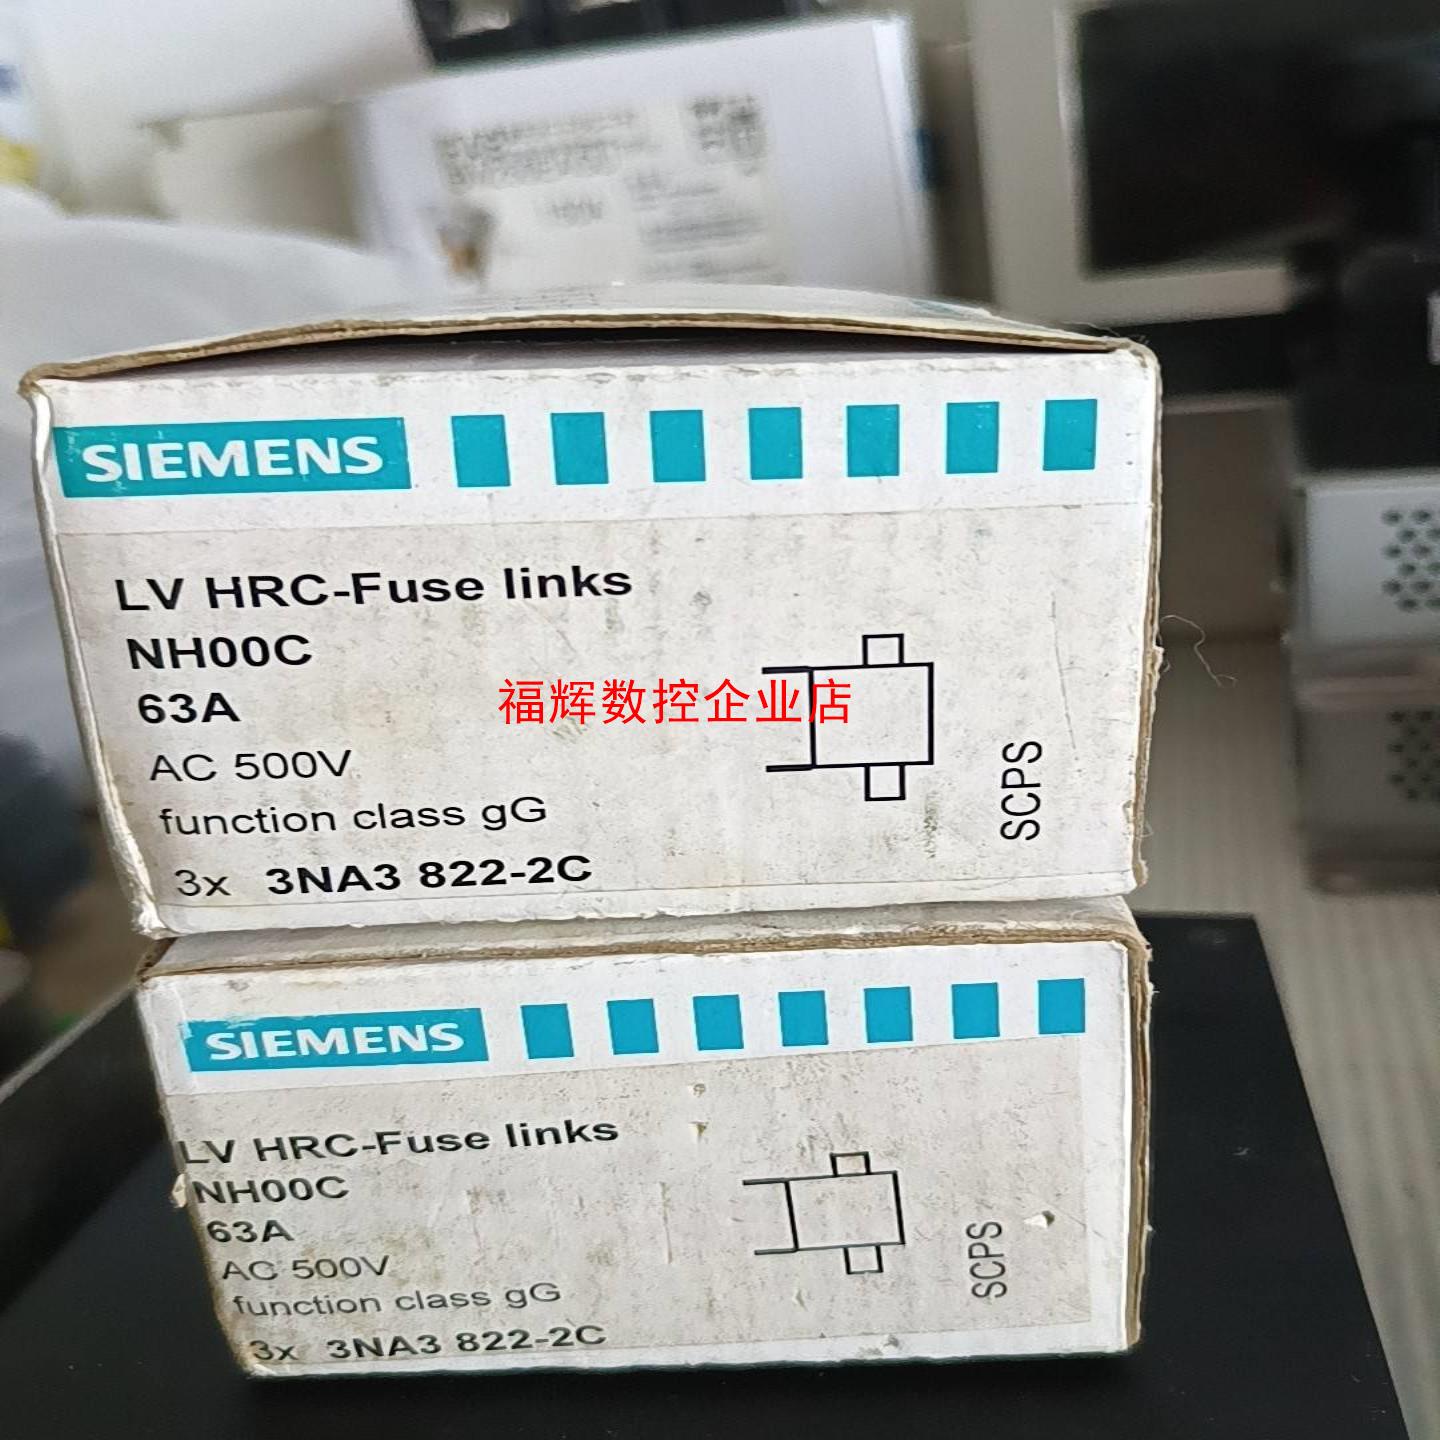 SIEMENS
LV HRC-Fuse links
NH00C
63A
福辉数控企业店
AC 500V
function class gG
3x 3NA3 822-2C
SCPS
SIEMENS
LV HRC-Fuse links
NH00C
63A
AC 500V
function class gG
3x 3NA3 822-2C
SCPS